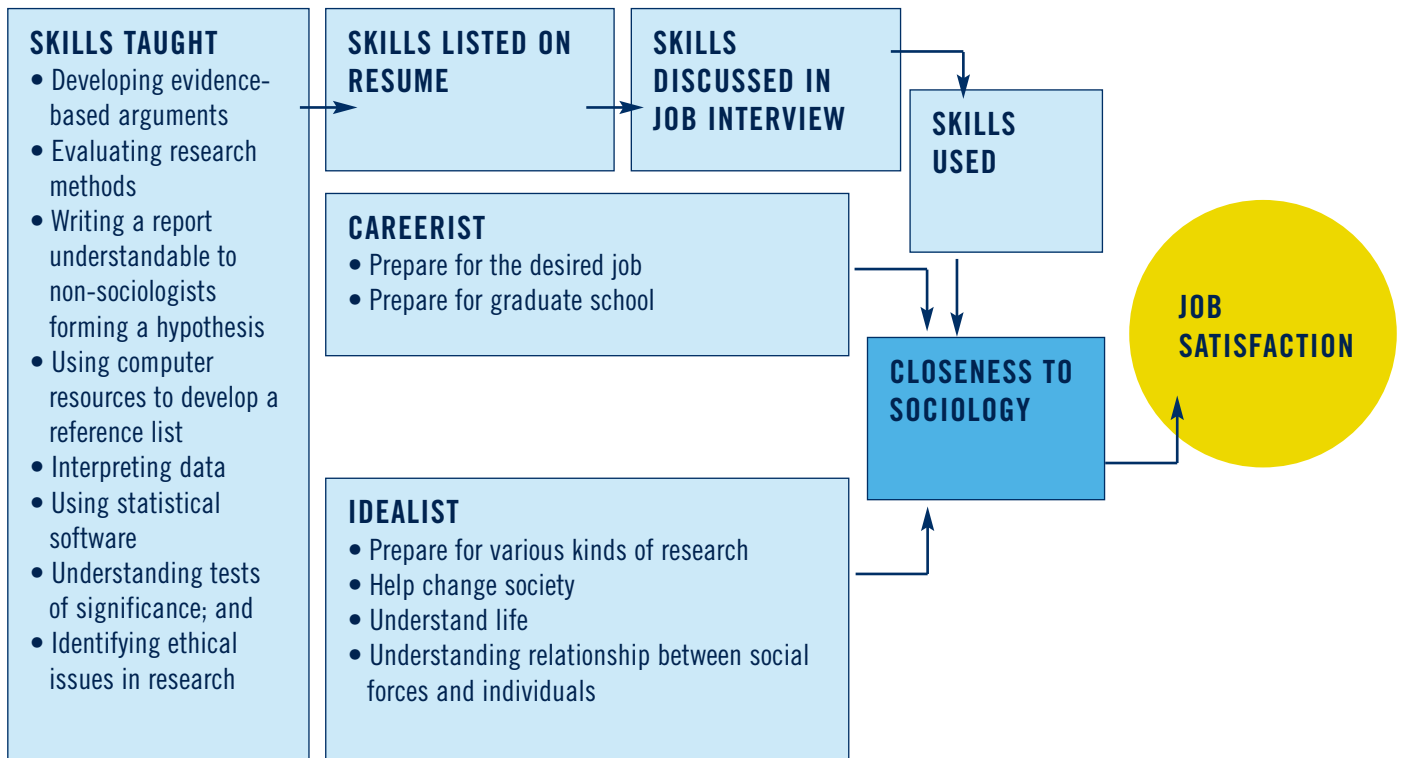 SKILLS TAUGHT
• Developing evidence-
based arguments
• Evaluating research
methods
• Writing a report
understandable to
non-sociologists
forming a hypothesis
• Using computer
resources to develop a
reference list
• Interpreting data
• Using statistical
software
• Understanding tests
of significance; and
• Identifying ethical
issues in research
SKILLS LISTED ON
RESUME
SKILLS
DISCUSSED IN
JOB INTERVIEW
SKILLS
USED
CAREERIST
• Prepare for the desired job
• Prepare for graduate school
IDEALIST
• Prepare for various kinds of research
• Help change society
• Understand life
• Understanding relationship between social
forces and individuals
CLOSENESS TO
SOCIOLOGY
JOB
SATISFACTION